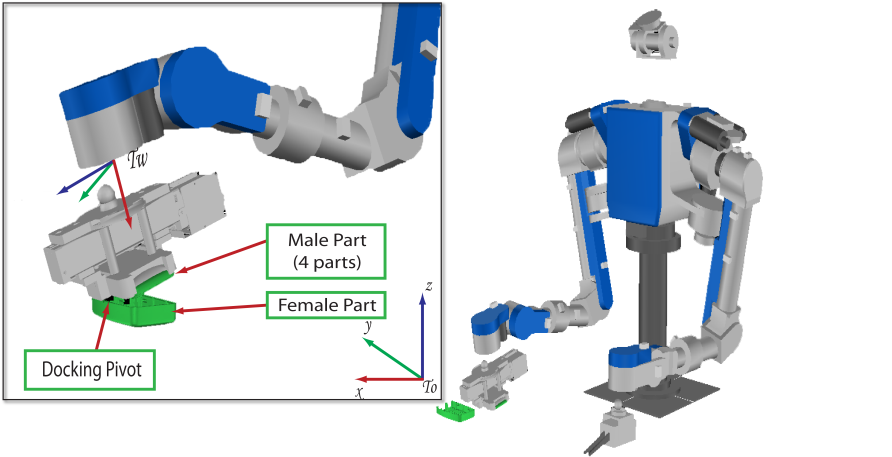 Tw
Male Part
(4 parts)
Female Part
Docking Pivot
z
y
x
To